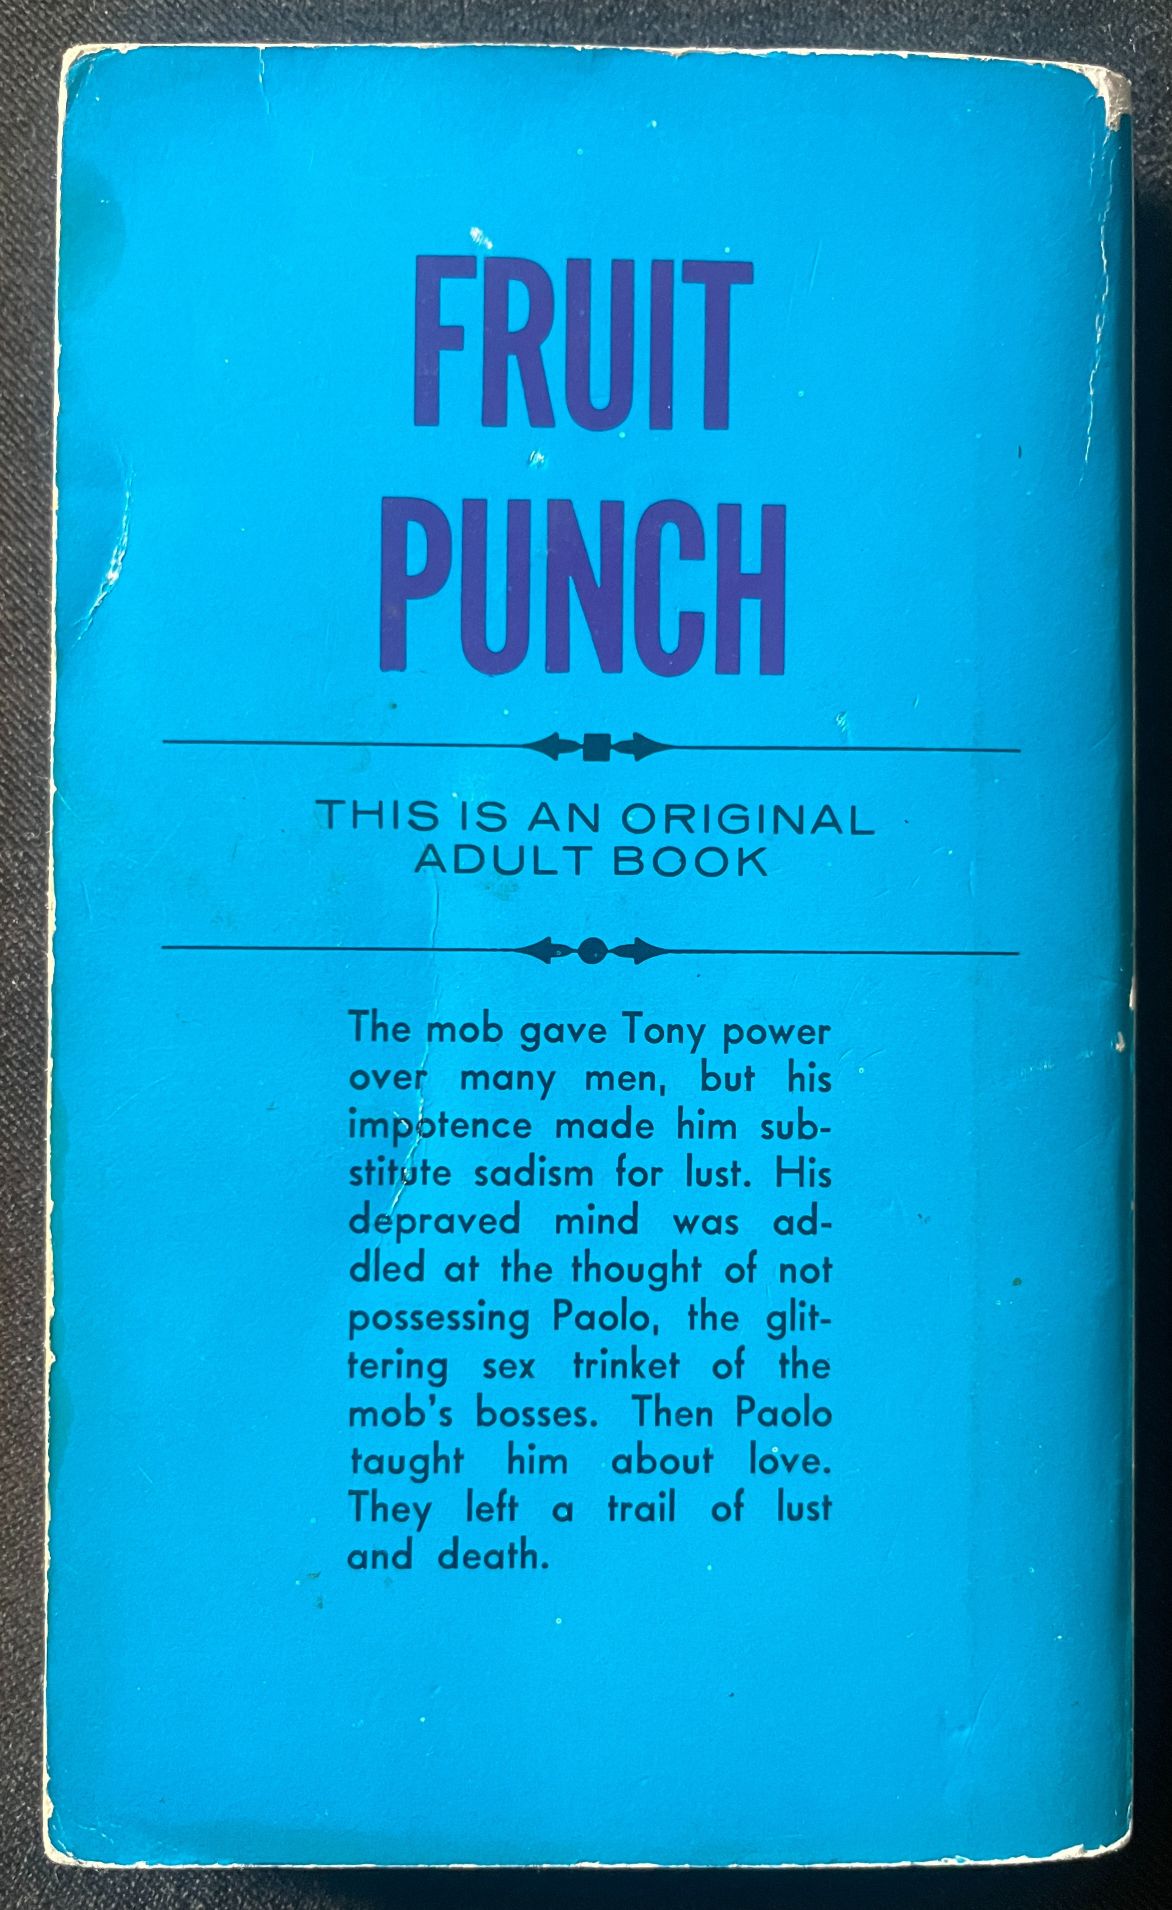 FRUIT
PUNCH
THIS IS AN ORIGINAL
ADULT BOOK
The mob gave Tony power
over many men, but his
impotence made him sub-
stitute sadism for lust. His
depraved mind was ad-
dled at the thought of not
possessing Paolo, the glit-
tering sex trinket of the
mob's bosses. Then Paolo
taught him about love.
They left a trail of lust
and death.